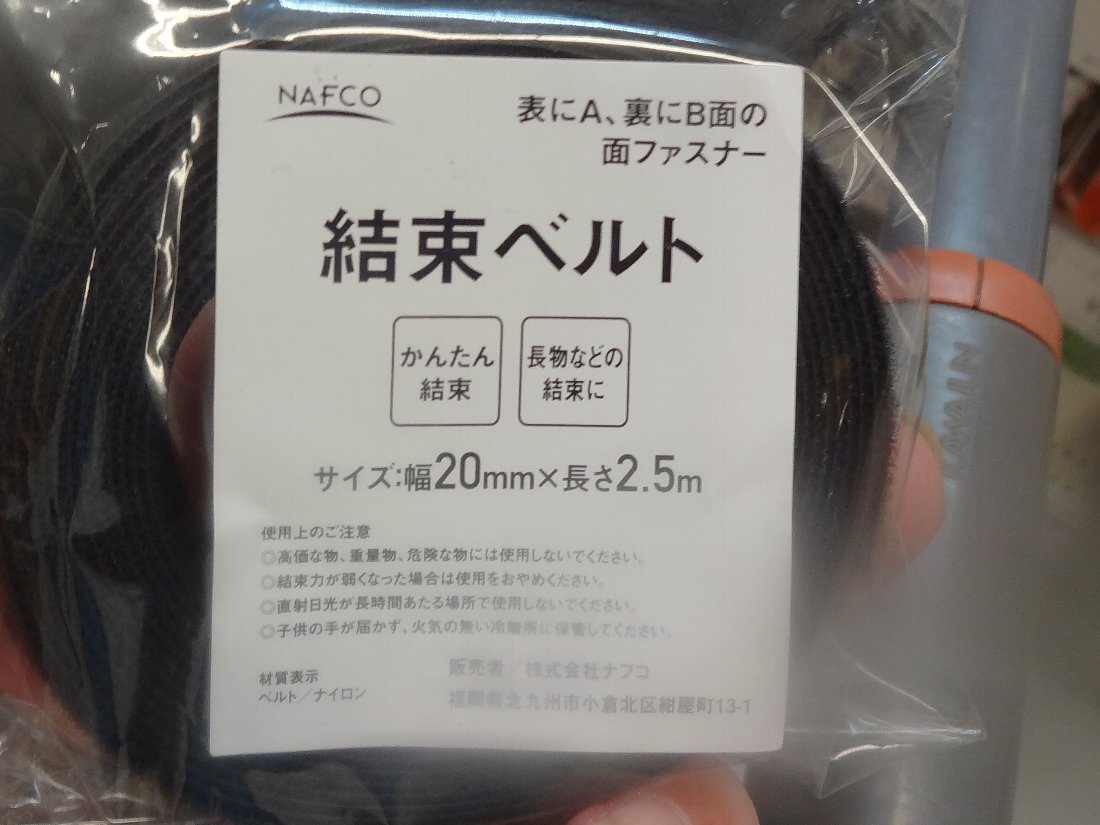 NAFCO
表にA、裏にB面の
面ファスナー
結束ベルト
かんたん
結束
長物などの
結束に
サイズ:幅20mm×長さ2.5m
使用上のご注意
◎高価な物、重量物、危険な物には使用しないでください。
◎結束力が弱くなった場合は使用をおやめください。
◎直射日光が長時間あたる場所で使用しないでください。
◎子供の手が届かず、火気の無い冷暗所に保管してください。
材質表示
ベルト/ナイロン
販売者/株式会社ナフコ
福岡県北九州市小倉北区紺屋町13-1